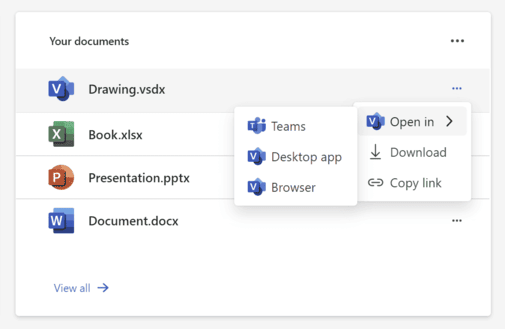 Your documents
Drawing.vsdx
Teams
Open in
Book.xlsx
Desktop app
Download
Presentation.pptx
Browser
Copy link
Document.docx
View all